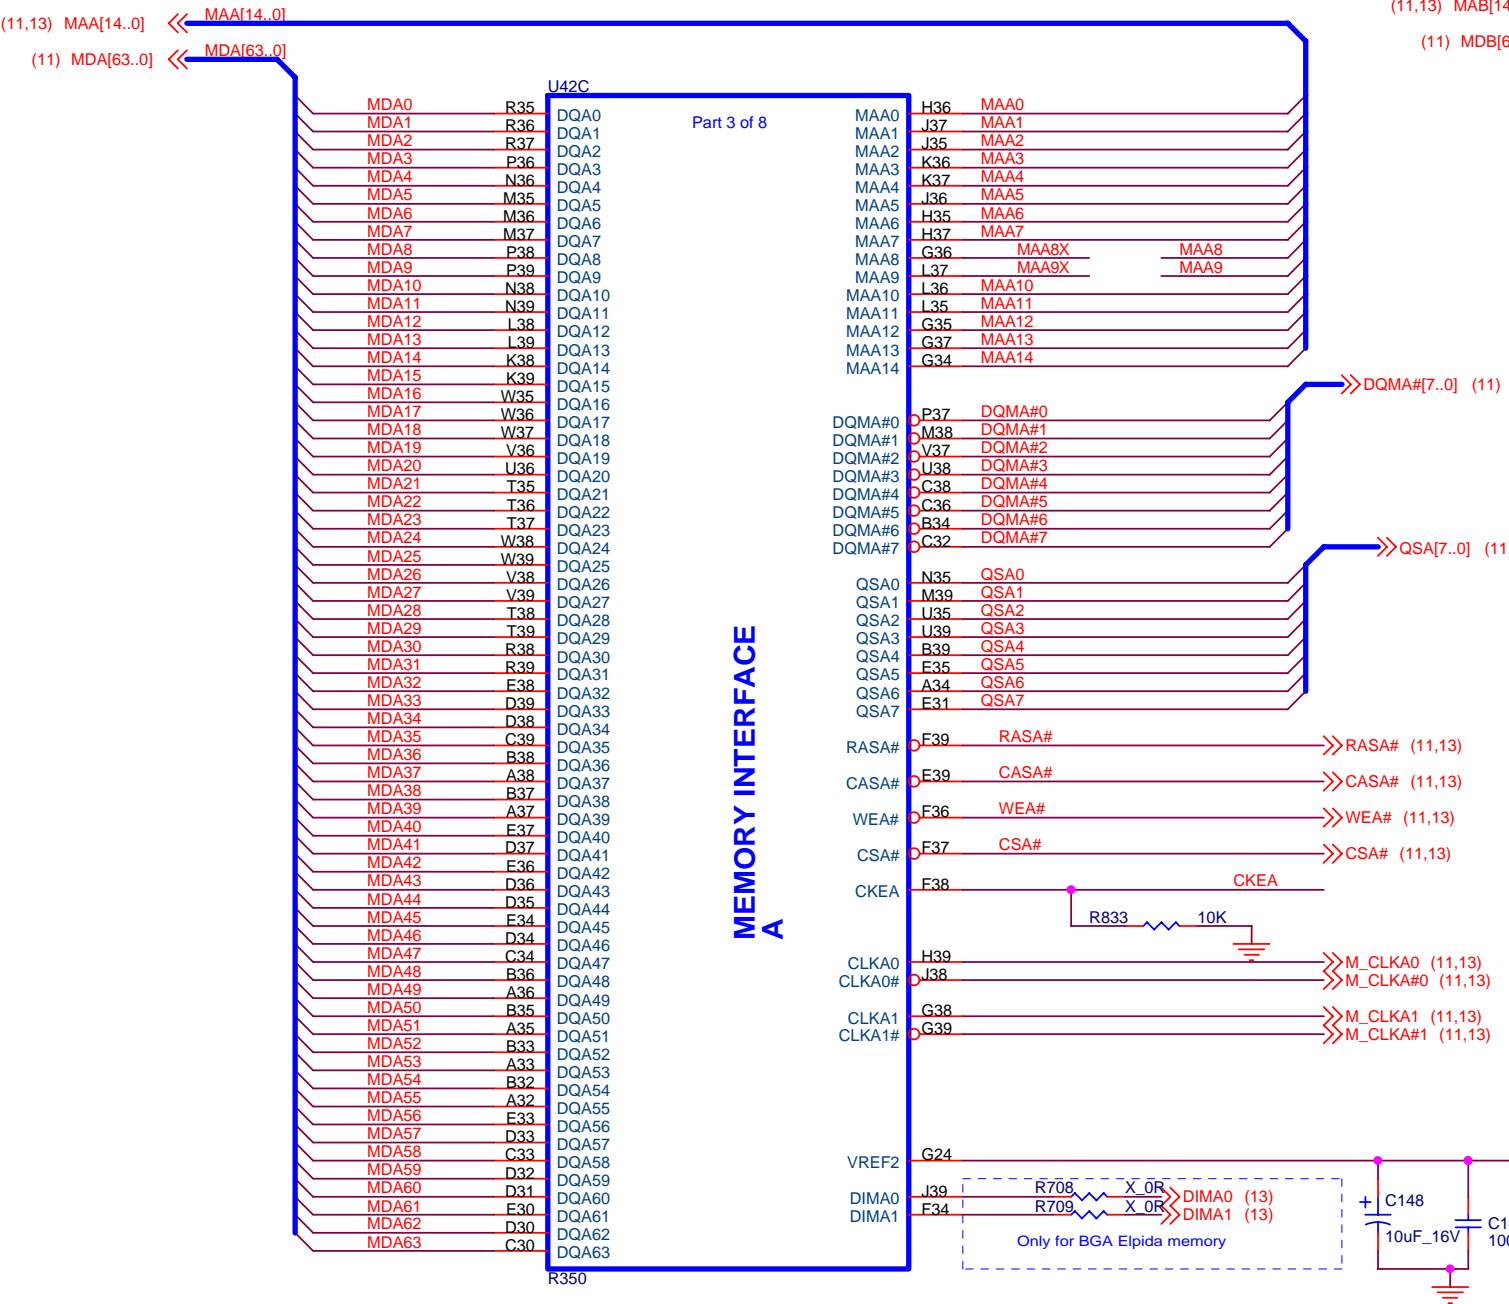 (11,13) MAA[14..0] MAA[14..0] (11,13) MAB[14
(11) MDA[63..0] MDA[63..0] (11) MDB[6
U42C
Part 3 of 8
MDA0 R35 DQA0 MAA0 H36 MAA0
MDA1 R36 DQA1 MAA1 J37 MAA1
MDA2 R37 DQA2 MAA2 J35 MAA2
MDA3 P36 DQA3 MAA3 K36 MAA3
MDA4 N36 DQA4 MAA4 K37 MAA4
MDA5 M35 DQA5 MAA5 J36 MAA5
MDA6 M36 DQA6 MAA6 H35 MAA6
MDA7 M37 DQA7 MAA7 H37 MAA7
MDA8 P38 DQA8 MAA8 G36 MAA8X MAA8
MDA9 P39 DQA9 MAA9 L37 MAA9X MAA9
MDA10 N38 DQA10 MAA10 L36 MAA10
MDA11 N39 DQA11 MAA11 L35 MAA11
MDA12 L38 DQA12 MAA12 G35 MAA12
MDA13 L39 DQA13 MAA13 G37 MAA13
MDA14 K38 DQA14 MAA14 G34 MAA14
MDA15 K39 DQA15 DQMA#[7..0] (11)
MDA16 W35 DQA16
MDA17 W36 DQA17 DQMA#0 P37 DQMA#0
MDA18 W37 DQA18 DQMA#1 M38 DQMA#1
MDA19 V36 DQA19 DQMA#2 V37 DQMA#2
MDA20 U36 DQA20 DQMA#3 U38 DQMA#3
MDA21 T35 DQA21 DQMA#4 C38 DQMA#4
MDA22 T36 DQA22 DQMA#5 C36 DQMA#5
MDA23 T37 DQA23 DQMA#6 B34 DQMA#6
MDA24 W38 DQA24 DQMA#7 C32 DQMA#7 QSA[7..0] (11
MDA25 W39 DQA25
MDA26 V38 DQA26 QSA0 N35 QSA0
MDA27 V39 DQA27 QSA1 M39 QSA1
MDA28 T38 DQA28 QSA2 U35 QSA2
MDA29 T39 DQA29 QSA3 U39 QSA3
MDA30 R38 DQA30 QSA4 B39 QSA4
MDA31 R39 DQA31 QSA5 E35 QSA5
MDA32 E38 DQA32 QSA6 A34 QSA6
MDA33 D39 DQA33 QSA7 E31 QSA7
MDA34 D38 DQA34
MDA35 C39 DQA35 RASA# F39 RASA# RASA# (11,13)
MDA36 B38 DQA36
MDA37 A38 DQA37 CASA# E39 CASA# CASA# (11,13)
MDA38 B37 DQA38
MDA39 A37 DQA39 WEA# F36 WEA# WEA# (11,13)
MDA40 E37 DQA40
MDA41 D37 DQA41 CSA# F37 CSA# CSA# (11,13)
MDA42 E36 DQA42
MDA43 D36 DQA43 CKEA F38 CKEA
MDA44 D35 DQA44
MDA45 E34 DQA45 R833 10K
MDA46 D34 DQA46
MDA47 C34 DQA47 CLKA0 H39 M_CLKA0 (11,13)
MDA48 B36 DQA48 CLKA0# J38 M_CLKA#0 (11,13)
MDA49 A36 DQA49
MDA50 B35 DQA50 CLKA1 G38 M_CLKA1 (11,13)
MDA51 A35 DQA51 CLKA1# G39 M_CLKA#1 (11,13)
MDA52 B33 DQA52
MDA53 A33 DQA53
MDA54 B32 DQA54
MDA55 A32 DQA55
MDA56 E33 DQA56
MDA57 D33 DQA57
MDA58 C33 DQA58 VREF2 G24
MDA59 D32 DQA59
MDA60 D31 DQA60 DIMA0 J39 R708 X_0R DIMA0 (13)
MDA61 E30 DQA61 DIMA1 F34 R709 X_0R DIMA1 (13)
MDA62 D30 DQA62
MDA63 C30 DQA63
MEMORY INTERFACE
A
Only for BGA Elpida memory
+ C148
10uF_16V
C1
100
R350